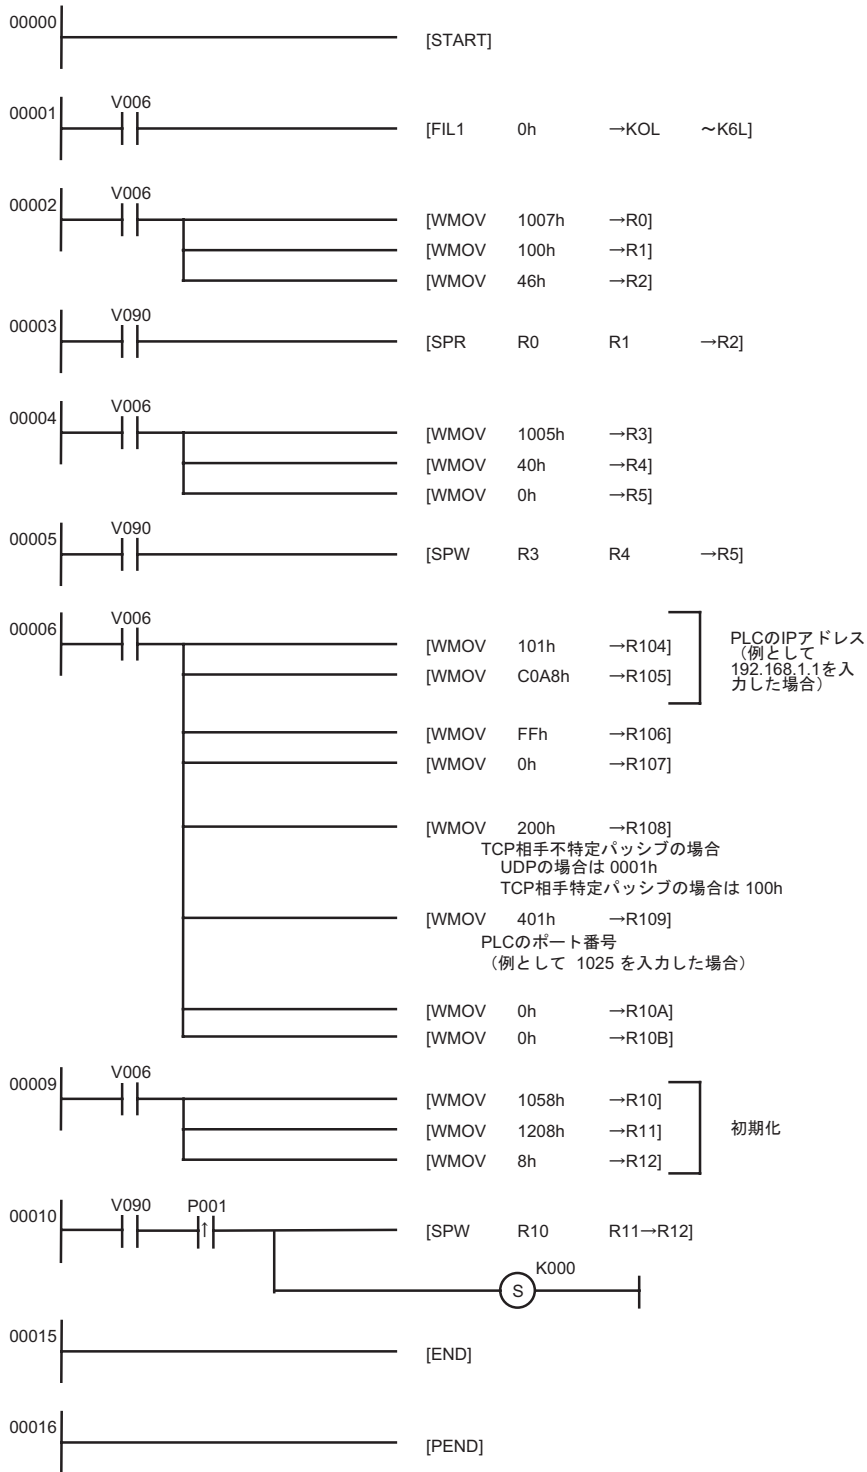 00000
[START]
V006
00001
[FIL1 0h →KOL ～K6L]
V006
00002
[WMOV 1007h →R0]
[WMOV 100h →R1]
[WMOV 46h →R2]
V090
00003
[SPR R0 R1 →R2]
V006
00004
[WMOV 1005h →R3]
[WMOV 40h →R4]
[WMOV 0h →R5]
V090
00005
[SPW R3 R4 →R5]
V006
00006
[WMOV 101h →R104]
[WMOV C0A8h →R105]
PLCのIPアドレス
（例として
192.168.1.1を入
力した場合）
[WMOV FFh →R106]
[WMOV 0h →R107]
[WMOV 200h →R108]
TCP相手不特定パッシブの場合
UDPの場合は 0001h
TCP相手特定パッシブの場合は 100h
[WMOV 401h →R109]
PLCのポート番号
（例として 1025 を入力した場合）
[WMOV 0h →R10A]
[WMOV 0h →R10B]
V006
00009
[WMOV 1058h →R10]
[WMOV 1208h →R11]
[WMOV 8h →R12]
初期化
V090 P001
00010
↑
[SPW R10 R11→R12]
K000
S
00015
[END]
00016
[PEND]